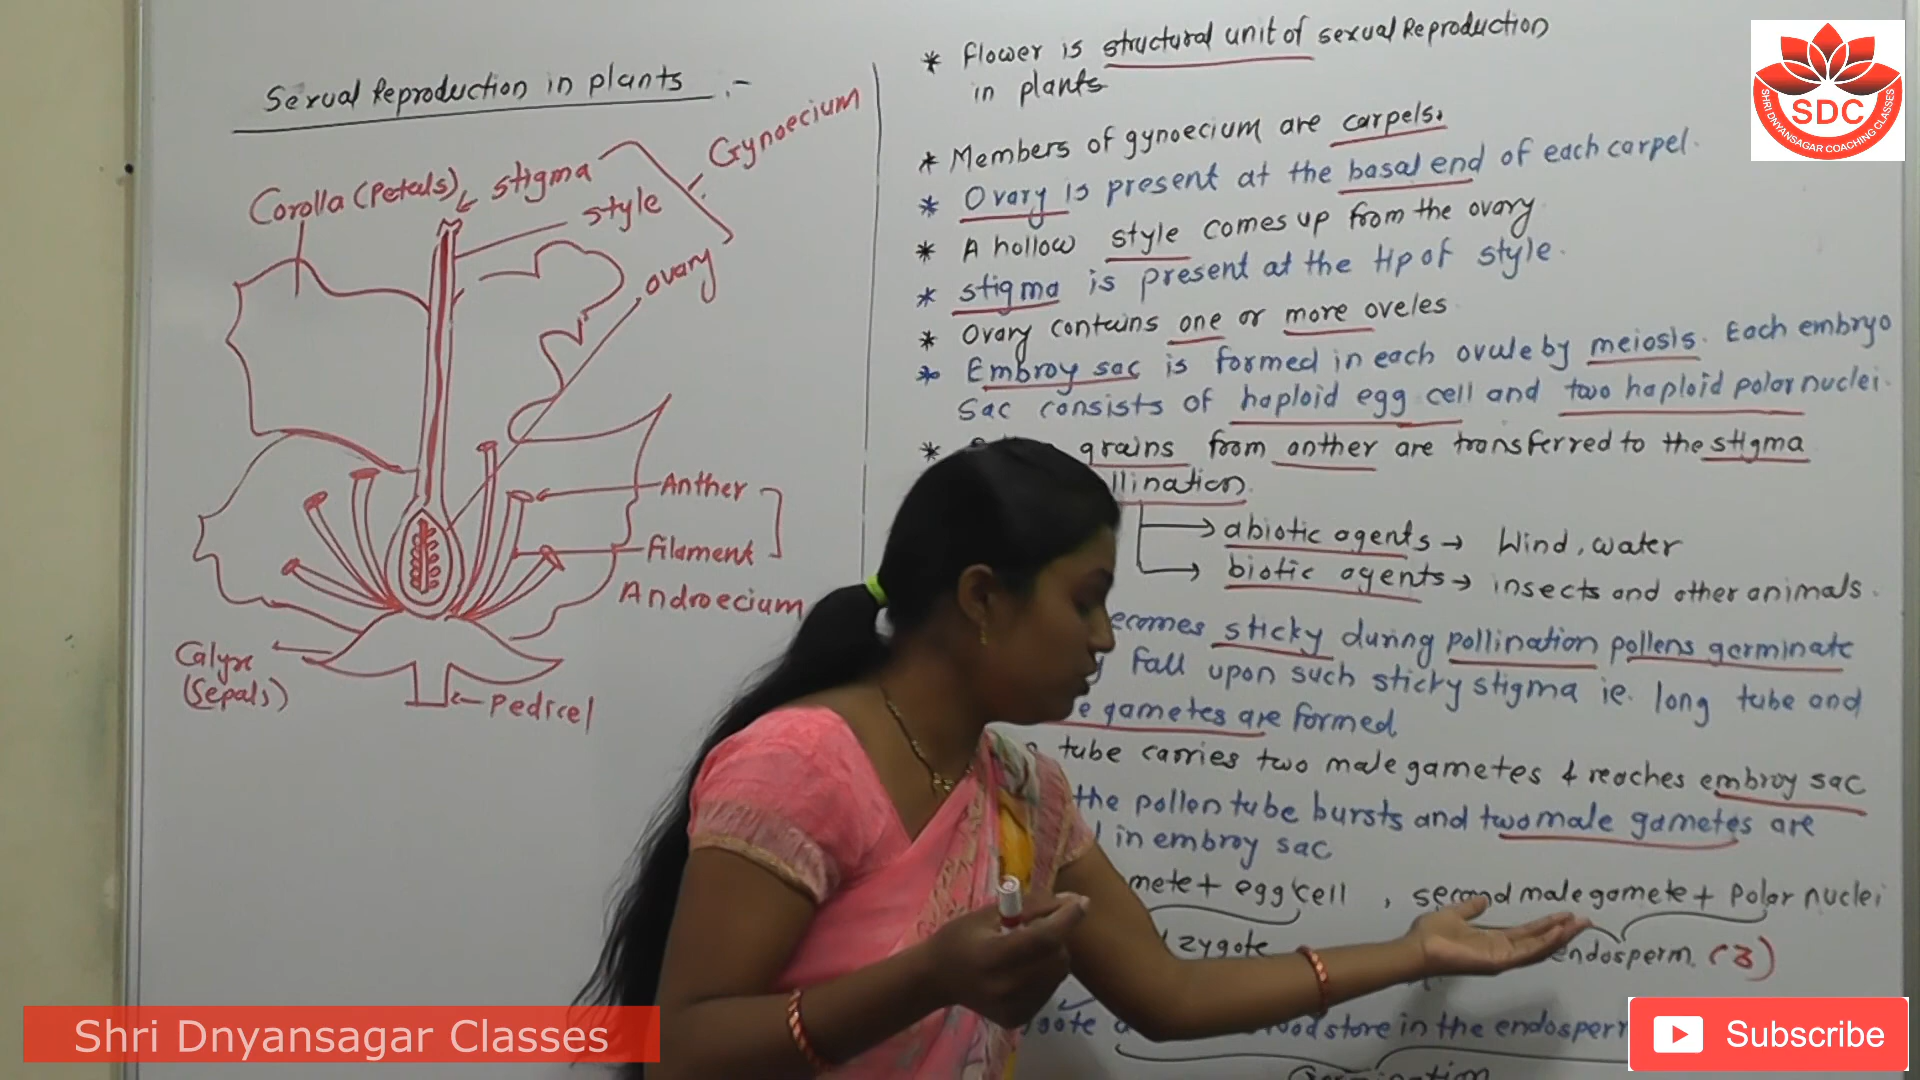 Sexual Reproduction in plants :-
Corolla (Petals)
stigma
style
Gynoecium
ovary
Anther
Filament
Androecium
Calyx
(Sepals)
Pedicel
* Flower is structural unit of sexual Reproduction
in plants
* Members of gynoecium are carpels.
* Ovary is present at the basal end of each carpel.
* A hollow style comes up from the ovary
* stigma is present at the tip of style.
* Ovary contains one or more oveles
* Embroy sac is formed in each ovule by meiosis. Each embryo
Sac consists of haploid egg cell and two haploid polar nuclei.
* grains from anther are transferred to the stigma
llination
→ abiotic agents → Wind, water
→ biotic agents → insects and other animals.
ecomes sticky during pollination pollens germinate
fall upon such sticky stigma ie. long tube and
e gametes are formed.
tube carries two male gametes & reaches embroy sac
the pollen tube bursts and two male gametes are
in embroy sac
mete + egg cell , second male gamete + Polar nuclei
zygote
endosperm (3)
store in the endosper
SHRI DNYANSAGAR COACHING CLASSES
SDC
Shri Dnyansagar Classes
Subscribe